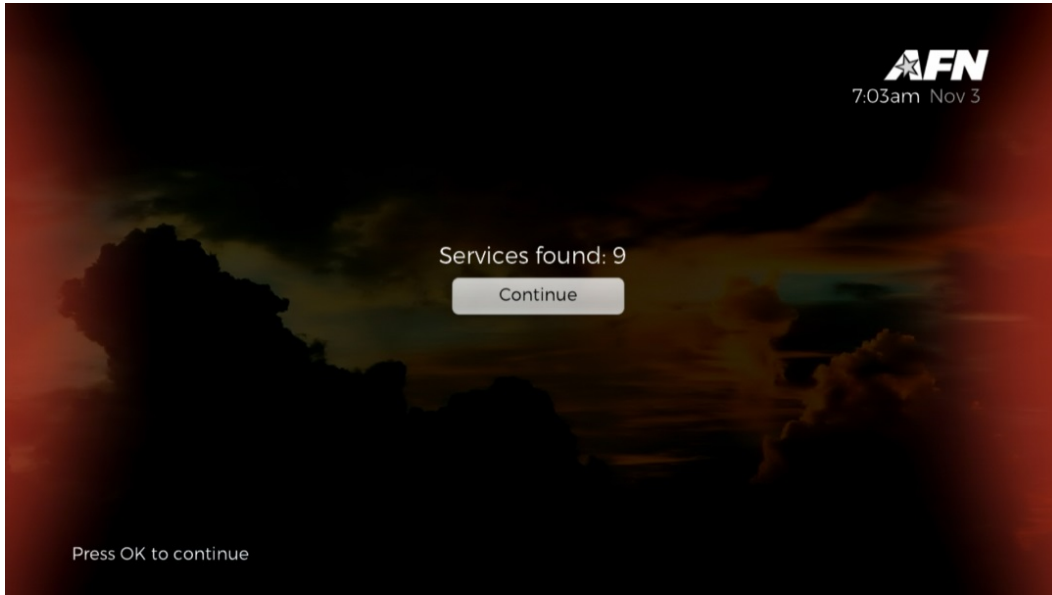 AFN
7:03am Nov 3
Services found: 9
Continue
Press OK to continue